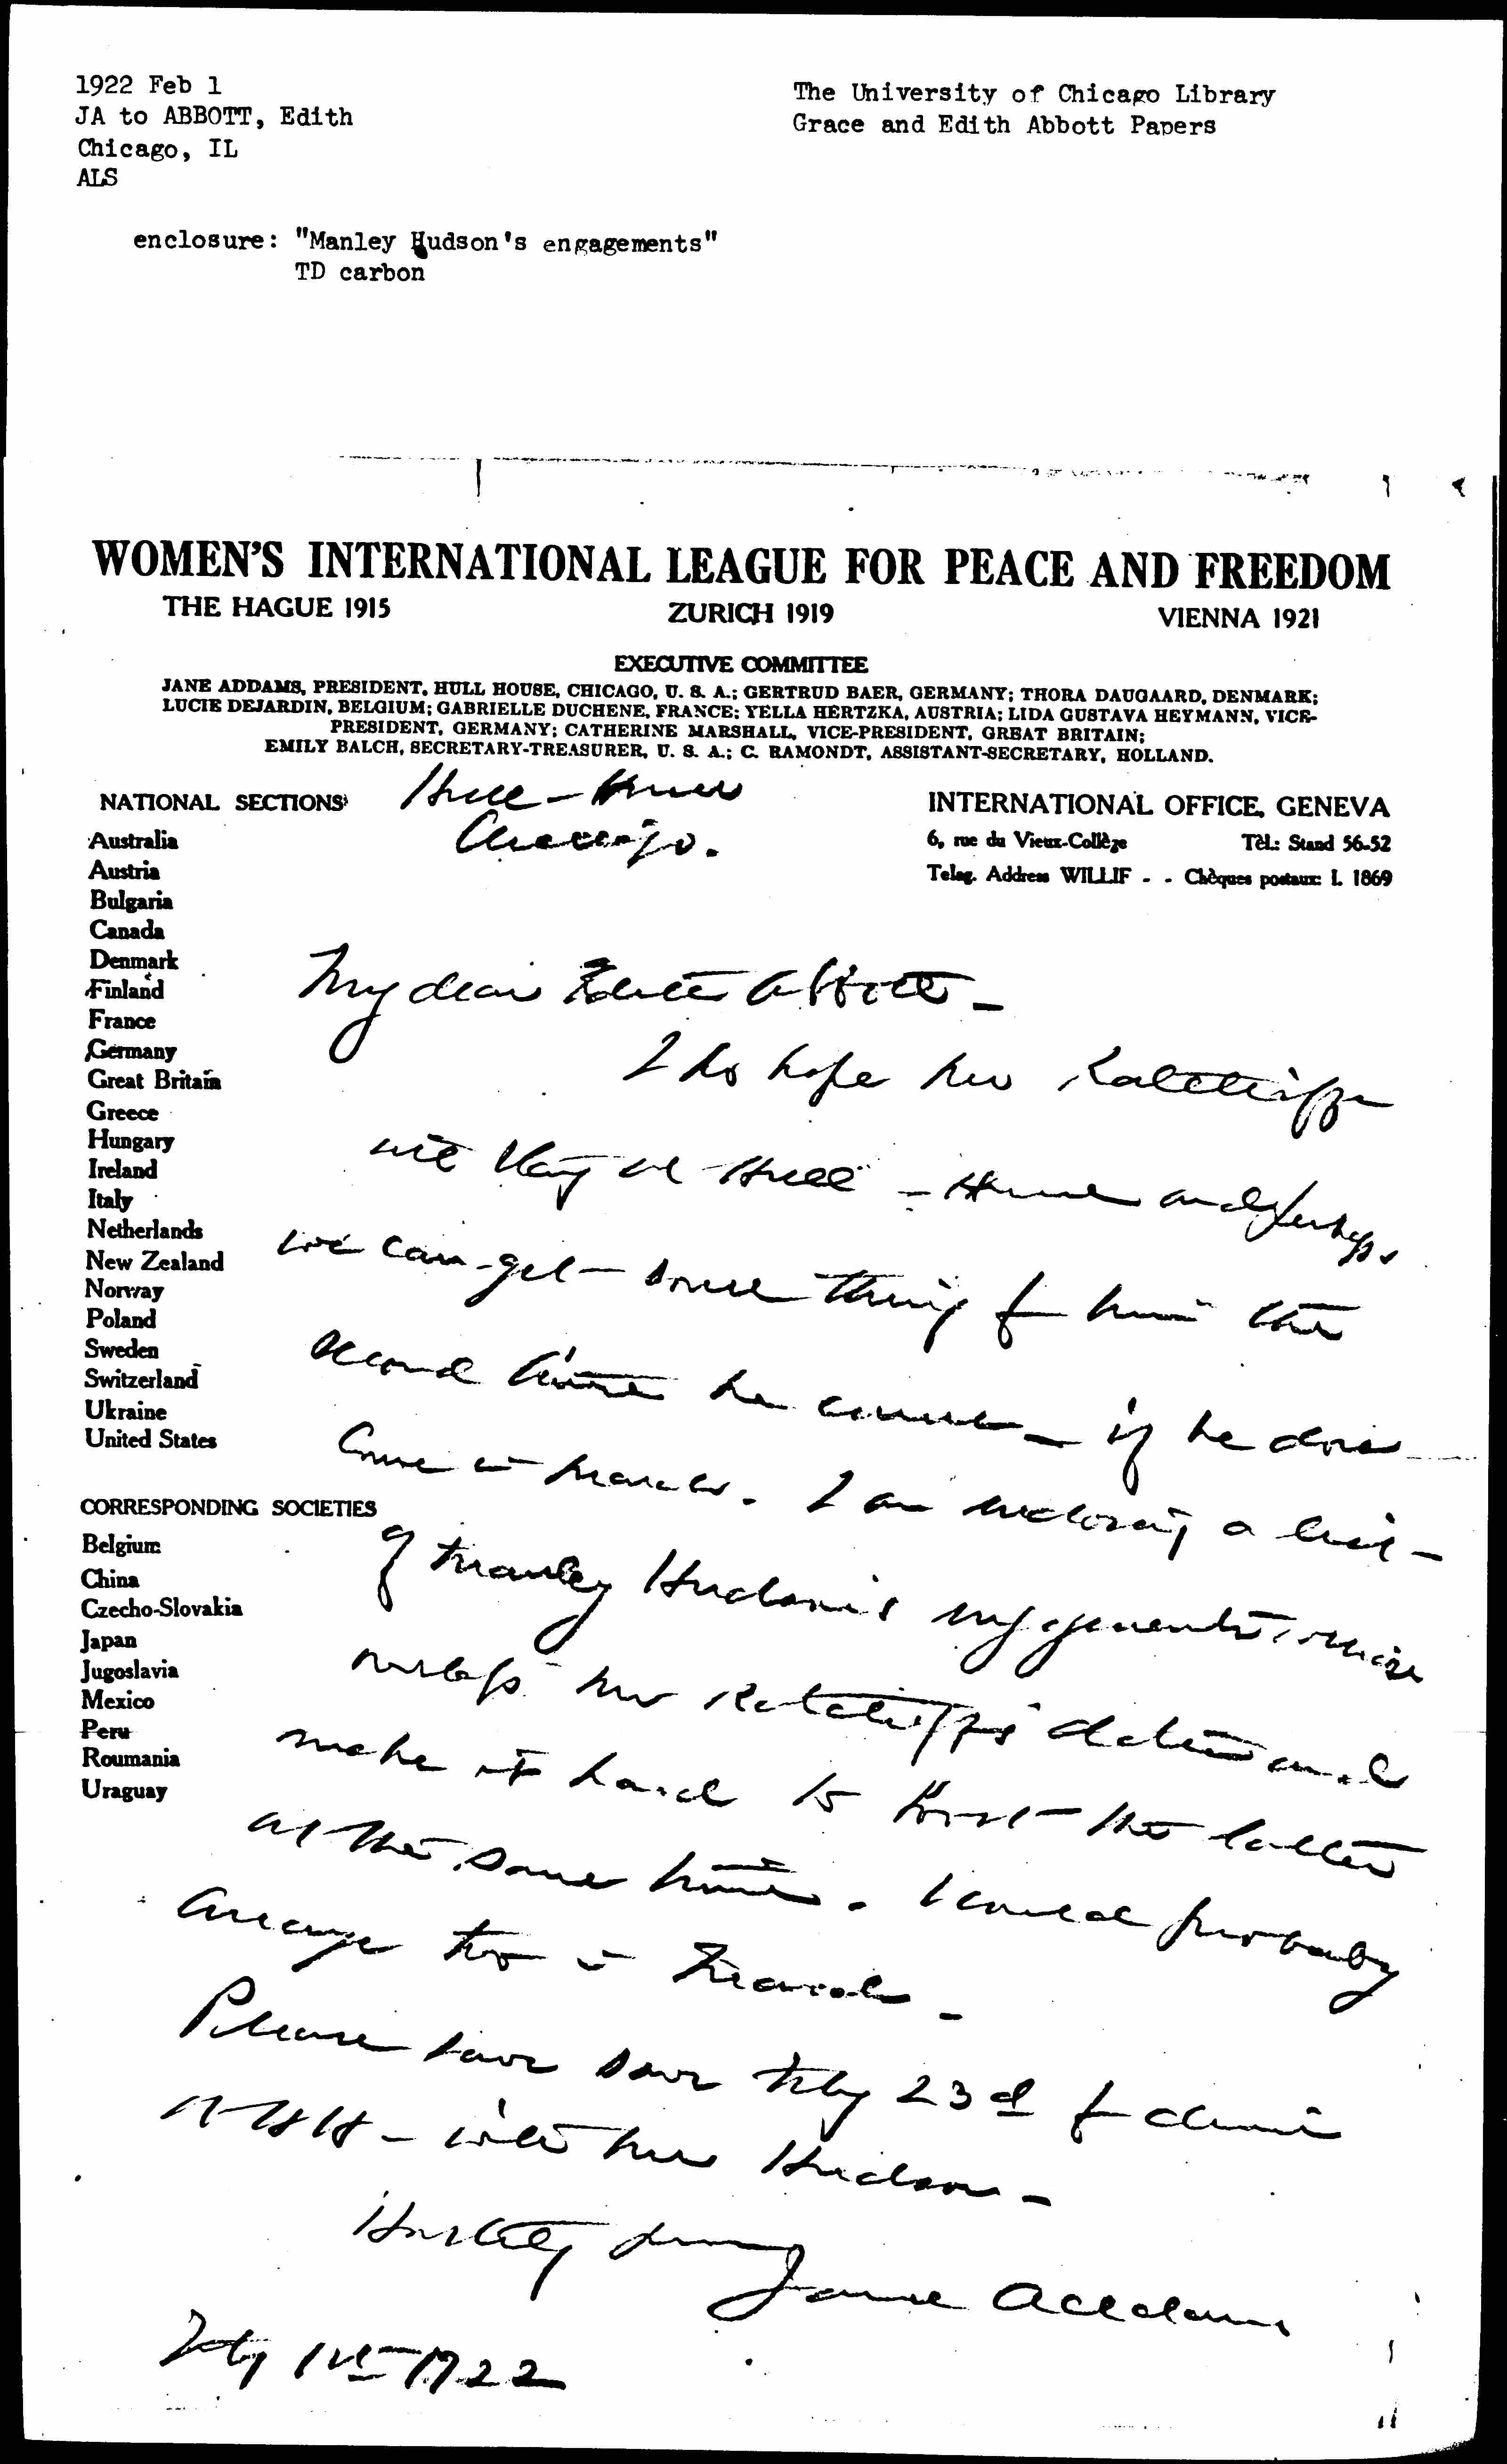 1922 Feb 1
JA to ABBOTT, Edith
Chicago, IL
ALS
The University of Chicago Library
Grace and Edith Abbott Papers
enclosure: "Manley Hudson's engagements"
TD carbon
WOMEN'S INTERNATIONAL LEAGUE FOR PEACE AND FREEDOM
THE HAGUE 1915 ZURICH 1919 VIENNA 1921
EXECUTIVE COMMITTEE
JANE ADDAMS, PRESIDENT, HULL HOUSE, CHICAGO, U. S. A.; GERTRUD BAER, GERMANY; THORA DAUGAARD, DENMARK;
LUCIE DEJARDIN, BELGIUM; GABRIELLE DUCHENE, FRANCE; YELLA HERTZKA, AUSTRIA; LIDA GUSTAVA HEYMANN, VICE-
PRESIDENT, GERMANY; CATHERINE MARSHALL, VICE-PRESIDENT, GREAT BRITAIN;
EMILY BALCH, SECRETARY-TREASURER, U. S. A.; C. RAMONDT, ASSISTANT-SECRETARY, HOLLAND.
NATIONAL SECTIONS
Australia
Austria
Bulgaria
Canada
Denmark
Finland
France
Germany
Great Britain
Greece
Hungary
Ireland
Italy
Netherlands
New Zealand
Norway
Poland
Sweden
Switzerland
Ukraine
United States
CORRESPONDING SOCIETIES
Belgium
China
Czecho-Slovakia
Japan
Jugoslavia
Mexico
Peru
Roumania
Uraguay
INTERNATIONAL OFFICE, GENEVA
6, rue du Vieux-Collège Tèl.: Stand 56-52
Teleg. Address WILLIF - - Chèques postaux: I. 1869
Hull-House
Chicago.
My dear Edith Abbott -
I do hope Mr Ratcliffe
will stay at Hull-House and perhaps
we can get something for him the
second time he comes - if he does
come in March. I am enclosing a list -
of Manley Hudson's engagements, which
overlaps Mr Ratcliffe's dates and
make it hard to boost the latter
at the same time. I could probably
arrange two in March -
Please save Feby 23d for dinner
at H H - with Mr Hudson -
Hastily yours
Jane Addams
Feby 1st 1922